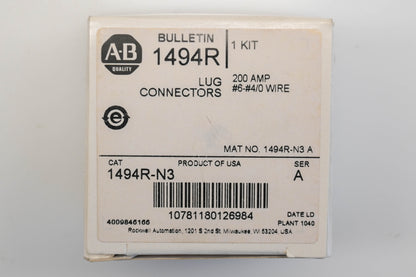 A-B
QUALITY
BULLETIN
1494R
LUG
CONNECTORS
1 KIT
200 AMP
#6-#4/0 WIRE
e
MAT NO. 1494R-N3 A
CAT
PRODUCT OF USA
SER
1494R-N3
A
10781180126984
4009846166
DATE LD
PLANT 1040
Rockwell Automation, 1201 S 2nd St, Milwaukee, WI 53204, USA